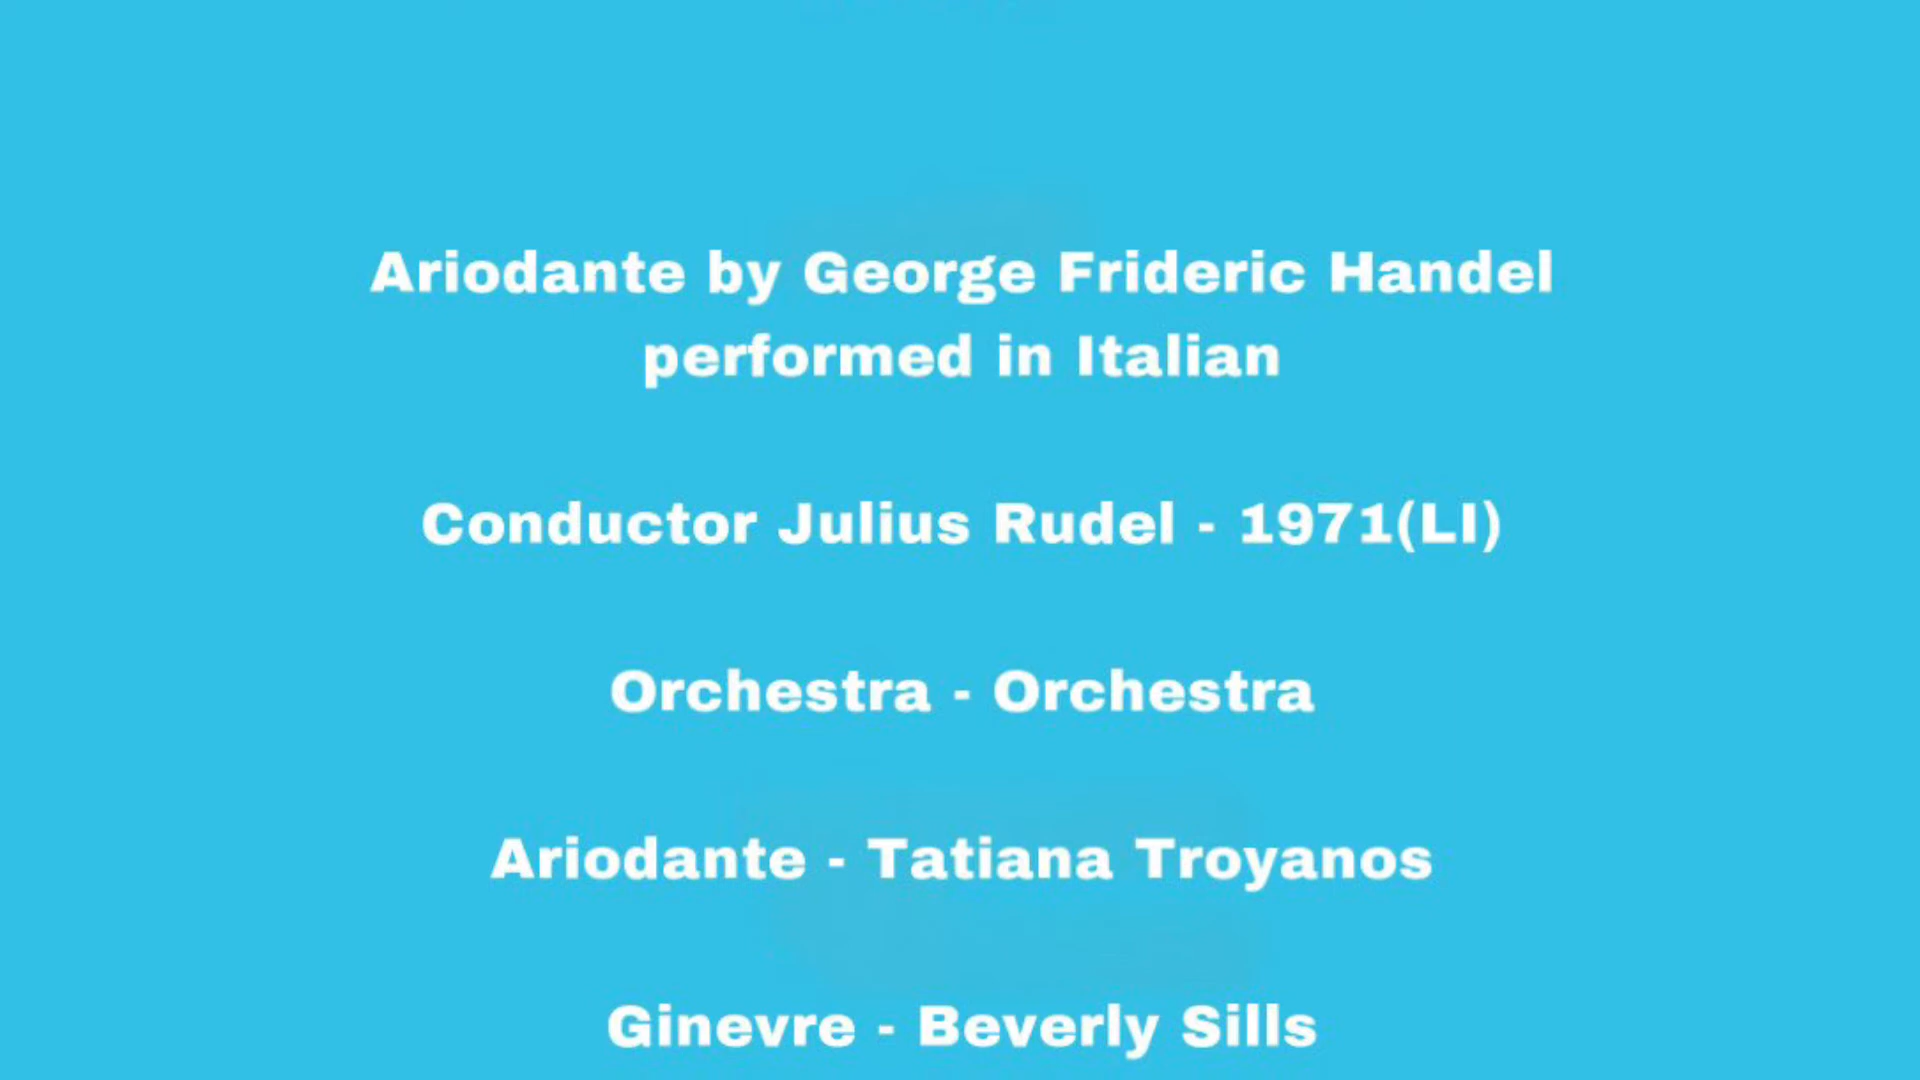 Ariodante by George Frideric Handel
performed in Italian
Conductor Julius Rudel - 1971(LI)
Orchestra - Orchestra
Ariodante - Tatiana Troyanos
Ginevre - Beverly Sills